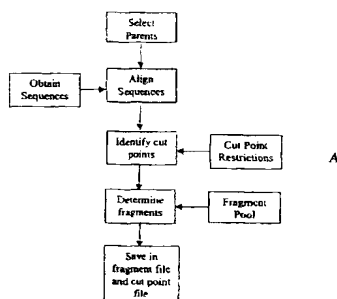 Select
Parents
Obtain
Sequences
Align
Sequences
Identify cut
points
Cut Point
Restrictions
A
Determine
fragments
Fragment
Pool
Save in
fragment file
and cut point
file